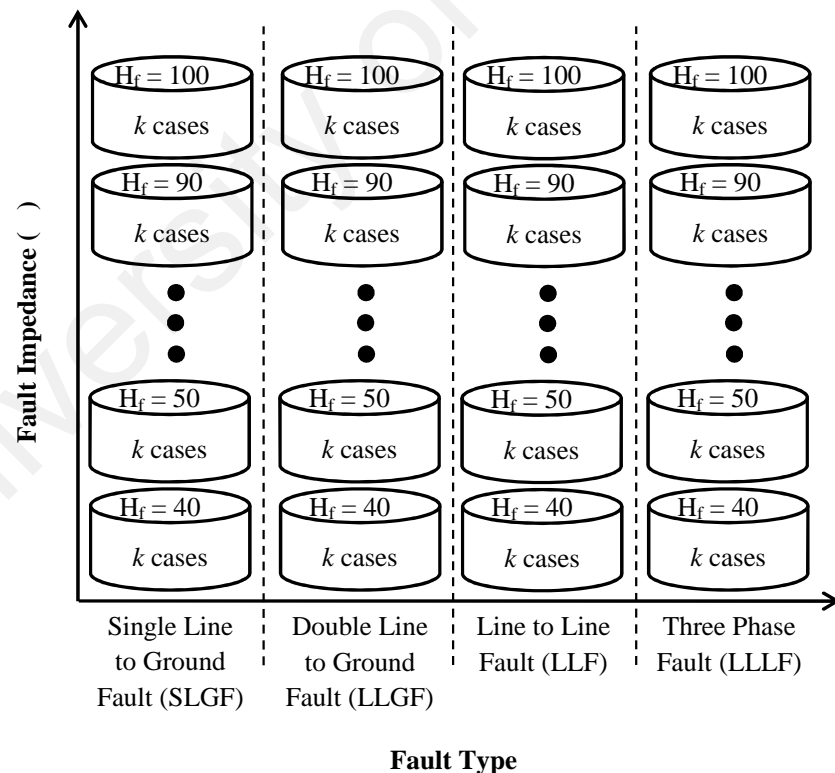 H_f = 100 H_f = 100 H_f = 100 H_f = 100
k cases k cases k cases k cases
H_f = 90 H_f = 90 H_f = 90 H_f = 90
k cases k cases k cases k cases
H_f = 50 H_f = 50 H_f = 50 H_f = 50
k cases k cases k cases k cases
H_f = 40 H_f = 40 H_f = 40 H_f = 40
k cases k cases k cases k cases
Fault Impedance ( )
Single Line Double Line Line to Line Three Phase
to Ground to Ground Fault (LLF) Fault (LLLF)
Fault (SLGF) Fault (LLGF)
Fault Type